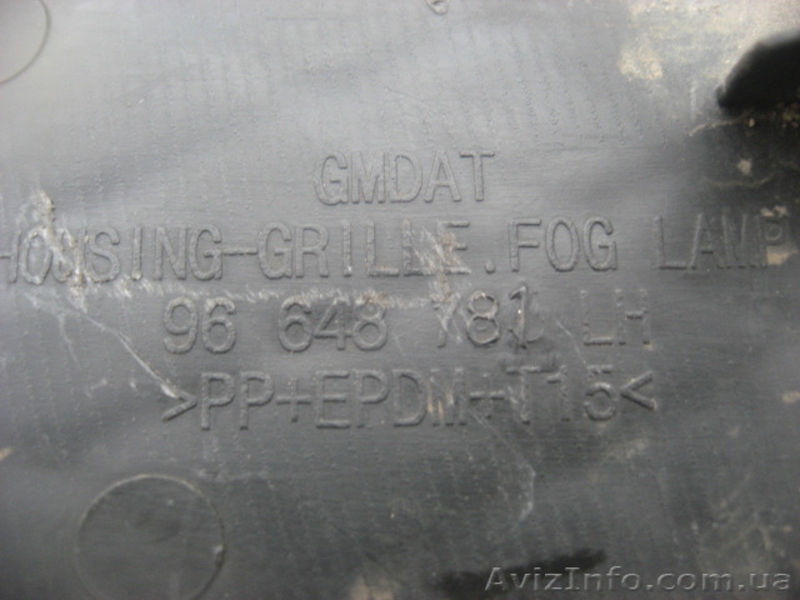 GMDAT
HOUSING-GRILLE.FOG LAMP
96 648 781 LH
>PP+EPDM+T15<
AvizInfo.com.ua